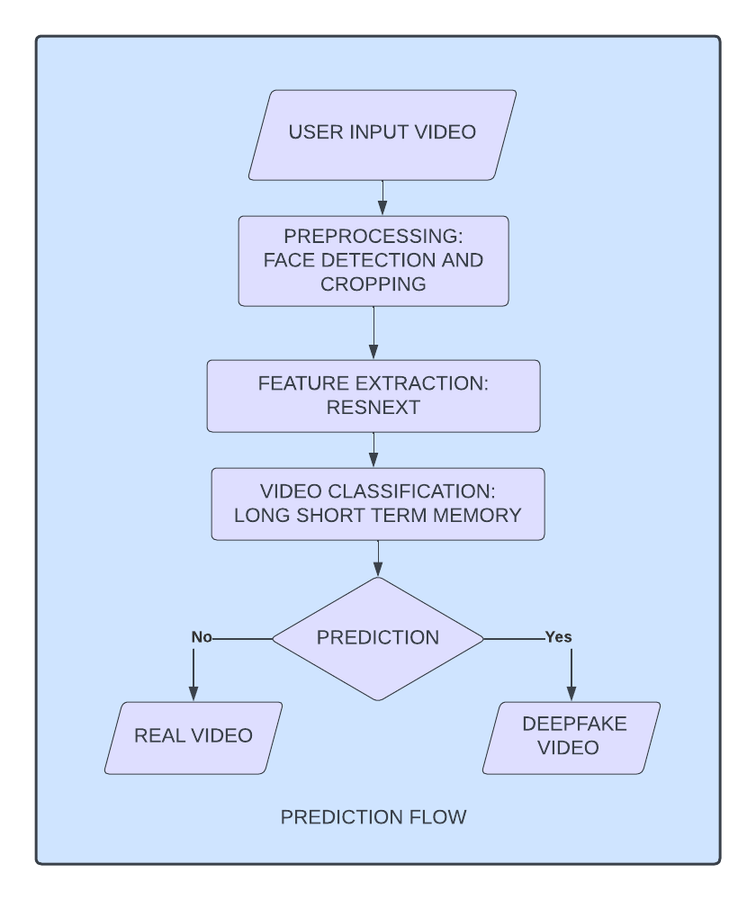 USER INPUT VIDEO
PREPROCESSING:
FACE DETECTION AND
CROPPING
FEATURE EXTRACTION:
RESNEXT
VIDEO CLASSIFICATION:
LONG SHORT TERM MEMORY
PREDICTION
No
Yes
REAL VIDEO
DEEPFAKE
VIDEO
PREDICTION FLOW